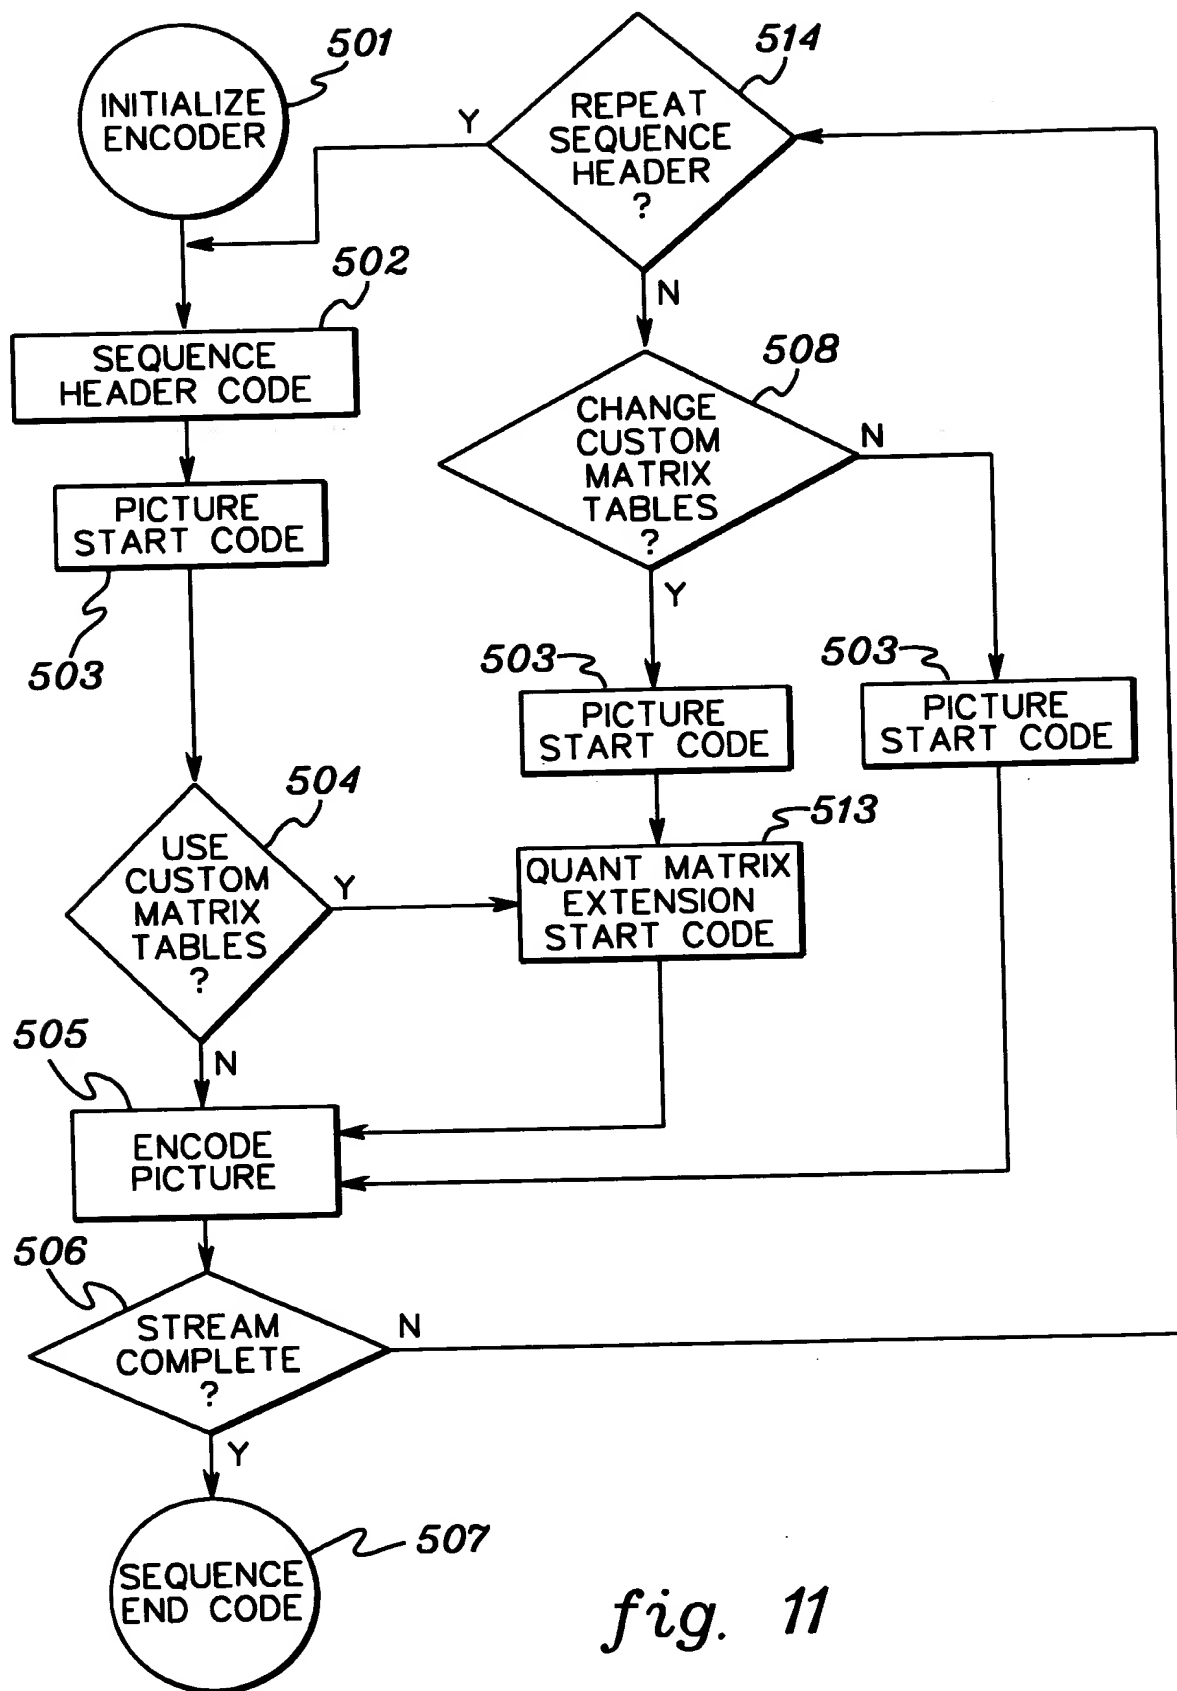 501
INITIALIZE
ENCODER
514
REPEAT
SEQUENCE
HEADER
?
Y
N
502
SEQUENCE
HEADER CODE
508
CHANGE
CUSTOM
MATRIX
TABLES
?
N
Y
PICTURE
START CODE
503
503
PICTURE
START CODE
503
PICTURE
START CODE
504
USE
CUSTOM
MATRIX
TABLES
?
Y
N
513
QUANT MATRIX
EXTENSION
START CODE
505
ENCODE
PICTURE
506
STREAM
COMPLETE
?
N
Y
507
SEQUENCE
END CODE
fig. 11